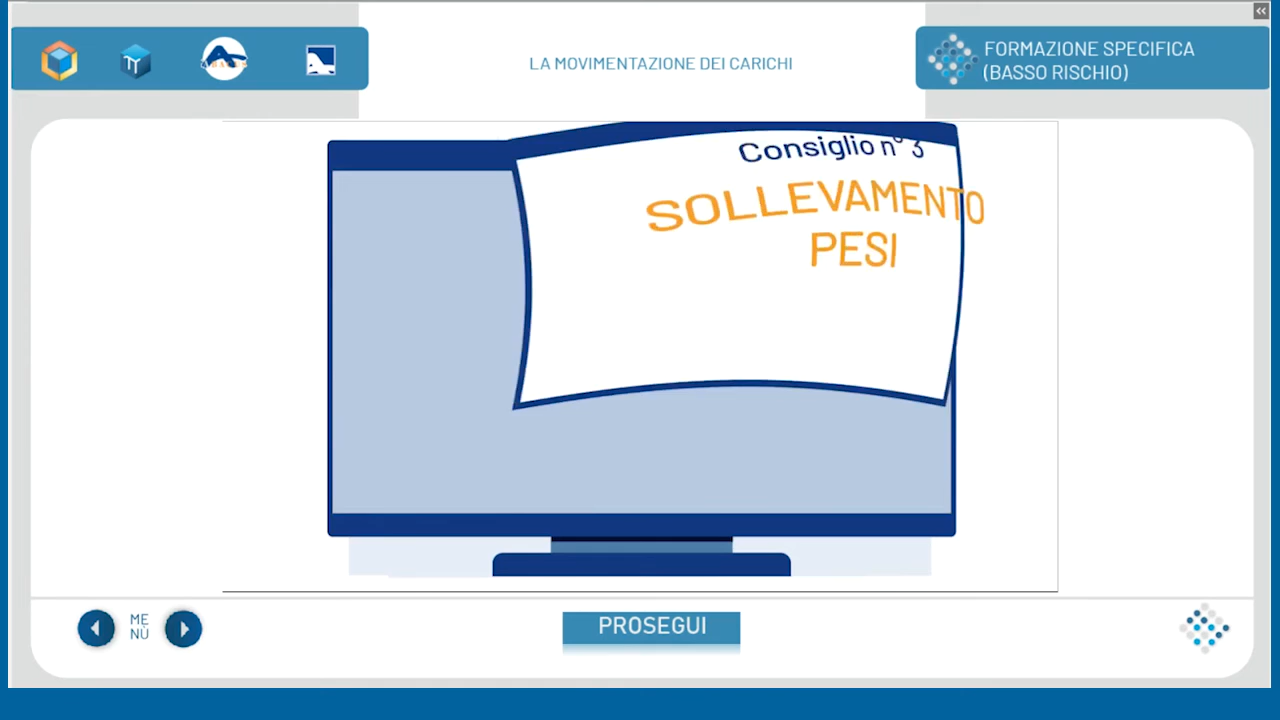 LA MOVIMENTAZIONE DEI CARICHI
FORMAZIONE SPECIFICA
(BASSO RISCHIO)
Consiglio n° 3
SOLLEVAMENTO
PESI
ME
NÙ
PROSEGUI